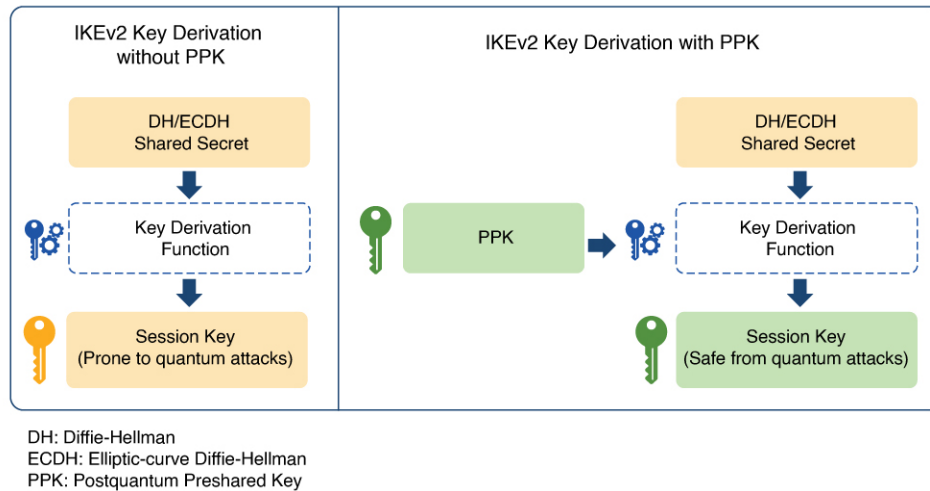 IKEv2 Key Derivation
without PPK
DH/ECDH
Shared Secret
Key Derivation
Function
Session Key
(Prone to quantum attacks)
IKEv2 Key Derivation with PPK
PPK
DH/ECDH
Shared Secret
Key Derivation
Function
Session Key
(Safe from quantum attacks)
DH: Diffie-Hellman
ECDH: Elliptic-curve Diffie-Hellman
PPK: Postquantum Preshared Key